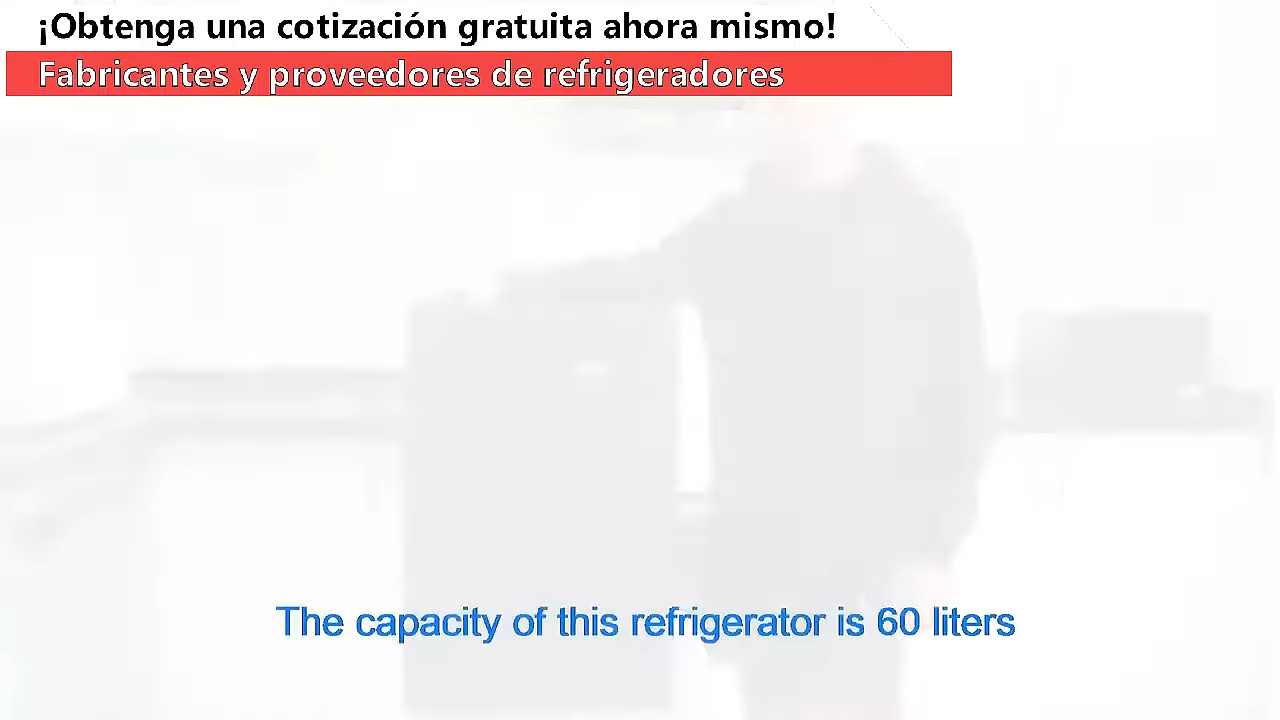 ¡Obtenga una cotización gratuita ahora mismo!
Fabricantes y proveedores de refrigeradores
The capacity of this refrigerator is 60 liters